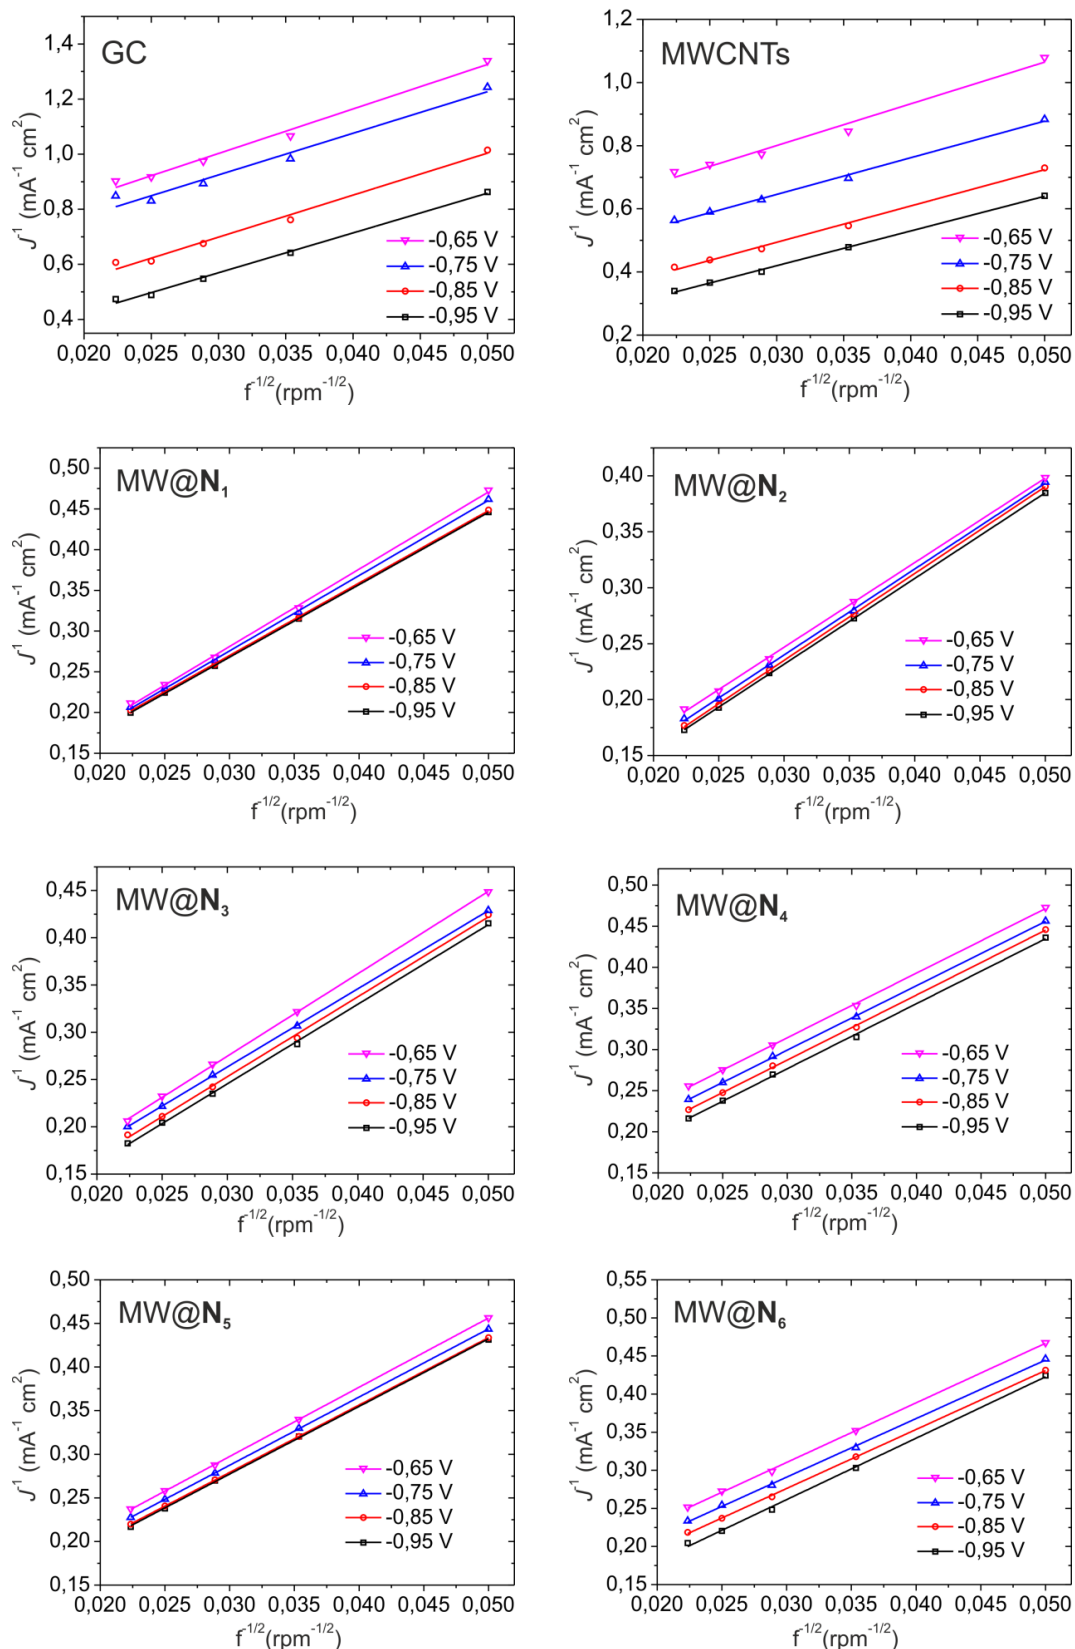 GC
1,4
1,2
1,0
0,8
0,6
0,4
J⁻¹ (mA⁻¹ cm²)
-0,65 V
-0,75 V
-0,85 V
-0,95 V
0,020 0,025 0,030 0,035 0,040 0,045 0,050
f⁻¹/²(rpm⁻¹/²)
MWCNTs
1,2
1,0
0,8
0,6
0,4
0,2
J⁻¹ (mA⁻¹ cm²)
-0,65 V
-0,75 V
-0,85 V
-0,95 V
0,020 0,025 0,030 0,035 0,040 0,045 0,050
f⁻¹/²(rpm⁻¹/²)
MW@N₁
0,50
0,45
0,40
0,35
0,30
0,25
0,20
0,15
J⁻¹ (mA⁻¹ cm²)
-0,65 V
-0,75 V
-0,85 V
-0,95 V
0,020 0,025 0,030 0,035 0,040 0,045 0,050
f⁻¹/²(rpm⁻¹/²)
MW@N₂
0,40
0,35
0,30
0,25
0,20
0,15
J⁻¹ (mA⁻¹ cm²)
-0,65 V
-0,75 V
-0,85 V
-0,95 V
0,020 0,025 0,030 0,035 0,040 0,045 0,050
f⁻¹/²(rpm⁻¹/²)
MW@N₃
0,45
0,40
0,35
0,30
0,25
0,20
0,15
J⁻¹ (mA⁻¹ cm²)
-0,65 V
-0,75 V
-0,85 V
-0,95 V
0,020 0,025 0,030 0,035 0,040 0,045 0,050
f⁻¹/²(rpm⁻¹/²)
MW@N₄
0,50
0,45
0,40
0,35
0,30
0,25
0,20
0,15
J⁻¹ (mA⁻¹ cm²)
-0,65 V
-0,75 V
-0,85 V
-0,95 V
0,020 0,025 0,030 0,035 0,040 0,045 0,050
f⁻¹/²(rpm⁻¹/²)
MW@N₅
0,50
0,45
0,40
0,35
0,30
0,25
0,20
0,15
J⁻¹ (mA⁻¹ cm²)
-0,65 V
-0,75 V
-0,85 V
-0,95 V
0,020 0,025 0,030 0,035 0,040 0,045 0,050
f⁻¹/²(rpm⁻¹/²)
MW@N₆
0,55
0,50
0,45
0,40
0,35
0,30
0,25
0,20
0,15
J⁻¹ (mA⁻¹ cm²)
-0,65 V
-0,75 V
-0,85 V
-0,95 V
0,020 0,025 0,030 0,035 0,040 0,045 0,050
f⁻¹/²(rpm⁻¹/²)